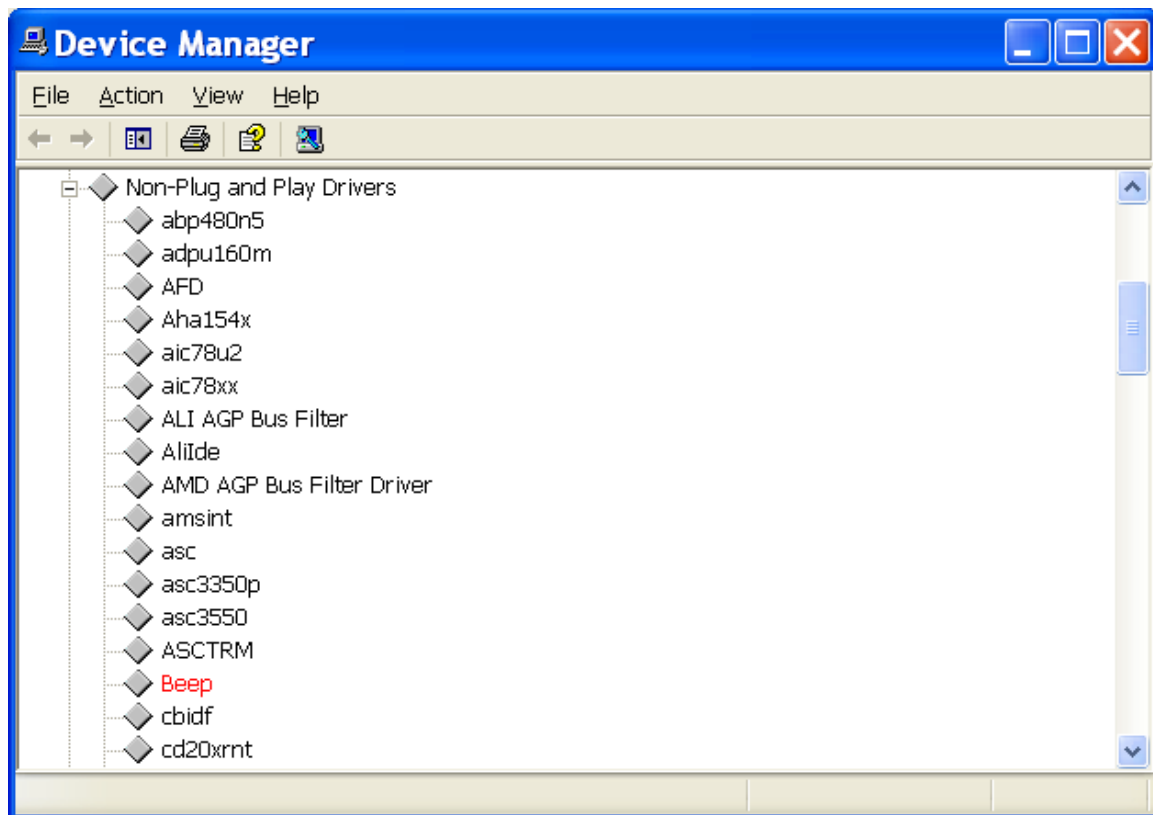 Device Manager
File Action View Help
Non-Plug and Play Drivers
abp480n5
adpu160m
AFD
Aha154x
aic78u2
aic78xx
ALI AGP Bus Filter
AliIde
AMD AGP Bus Filter Driver
amsint
asc
asc3350p
asc3550
ASCTRM
Beep
cbidf
cd20xrnt